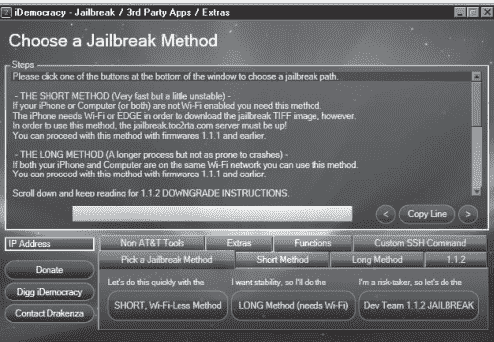 iDemocracy - Jailbreak / 3rd Party Apps / Extras
Choose a Jailbreak Method
Steps
Please click one of the buttons at the bottom of the window to choose a jailbreak path.
- THE SHORT METHOD (Very fast but a little unstable) -
If your iPhone or Computer (or both) are not Wi-Fi enabled you need this method.
The iPhone needs Wi-Fi or EDGE in order to download the jailbreak TIFF image, however.
In order to use this method, the jailbreak.toc2rta.com server must be up!
You can proceed with this method with firmwares 1.1.1 and earlier.
- THE LONG METHOD (A longer process but not as prone to crashes) -
If both your iPhone and Computer are on the same Wi-Fi network you can use this method.
You can proceed with this method with firmwares 1.1.1 and earlier.
Scroll down and keep reading for 1.1.2 DOWNGRADE INSTRUCTIONS.
< Copy Line >
IP Address
Non AT&T Tools Extras Functions Custom SSH Command
Pick a Jailbreak Method Short Method Long Method 1.1.2
Donate
Digg iDemocracy
Contact Drakenza
Let's do this quickly with the I want stability, so I'll do the I'm a risk-taker, so let's do the
SHORT, Wi-Fi-Less Method LONG Method (needs Wi-Fi) Dev Team 1.1.2 JAILBREAK